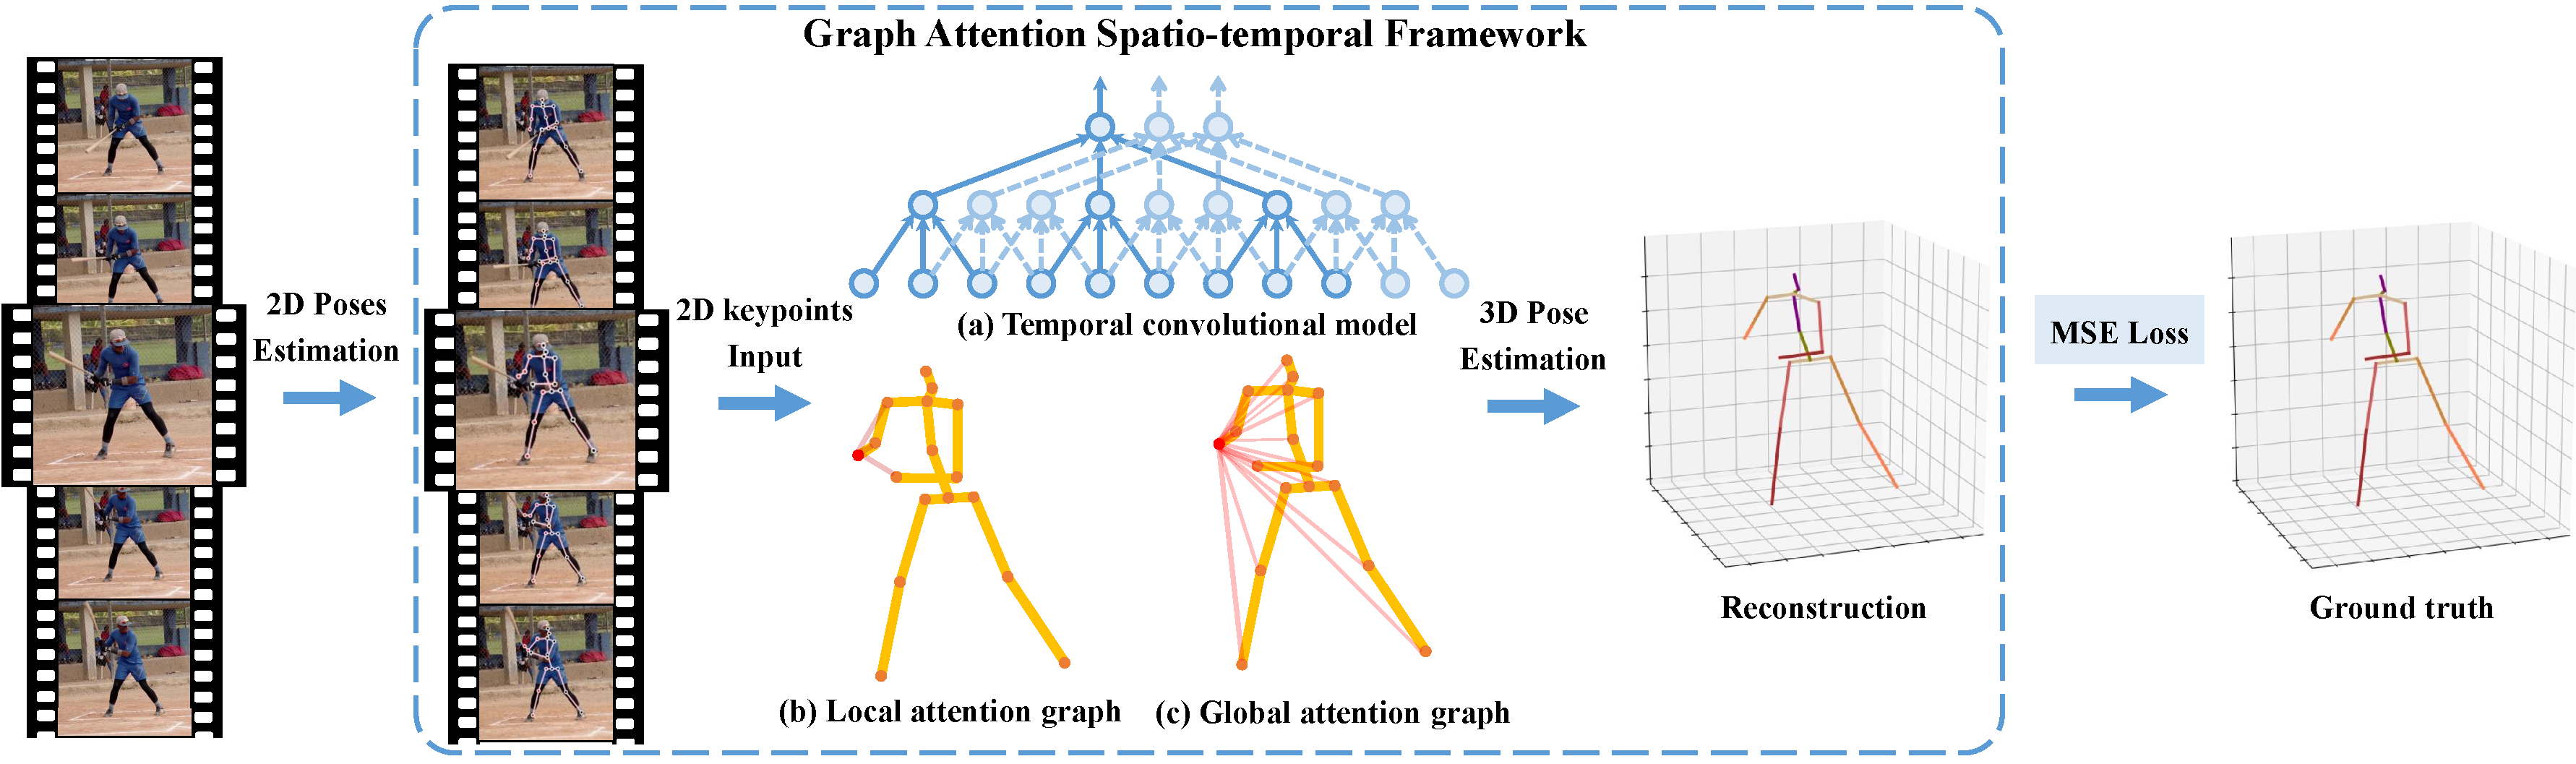 Graph Attention Spatio-temporal Framework
2D Poses
Estimation
2D keypoints
Input
(a) Temporal convolutional model
(b) Local attention graph
(c) Global attention graph
3D Pose
Estimation
Reconstruction
MSE Loss
Ground truth